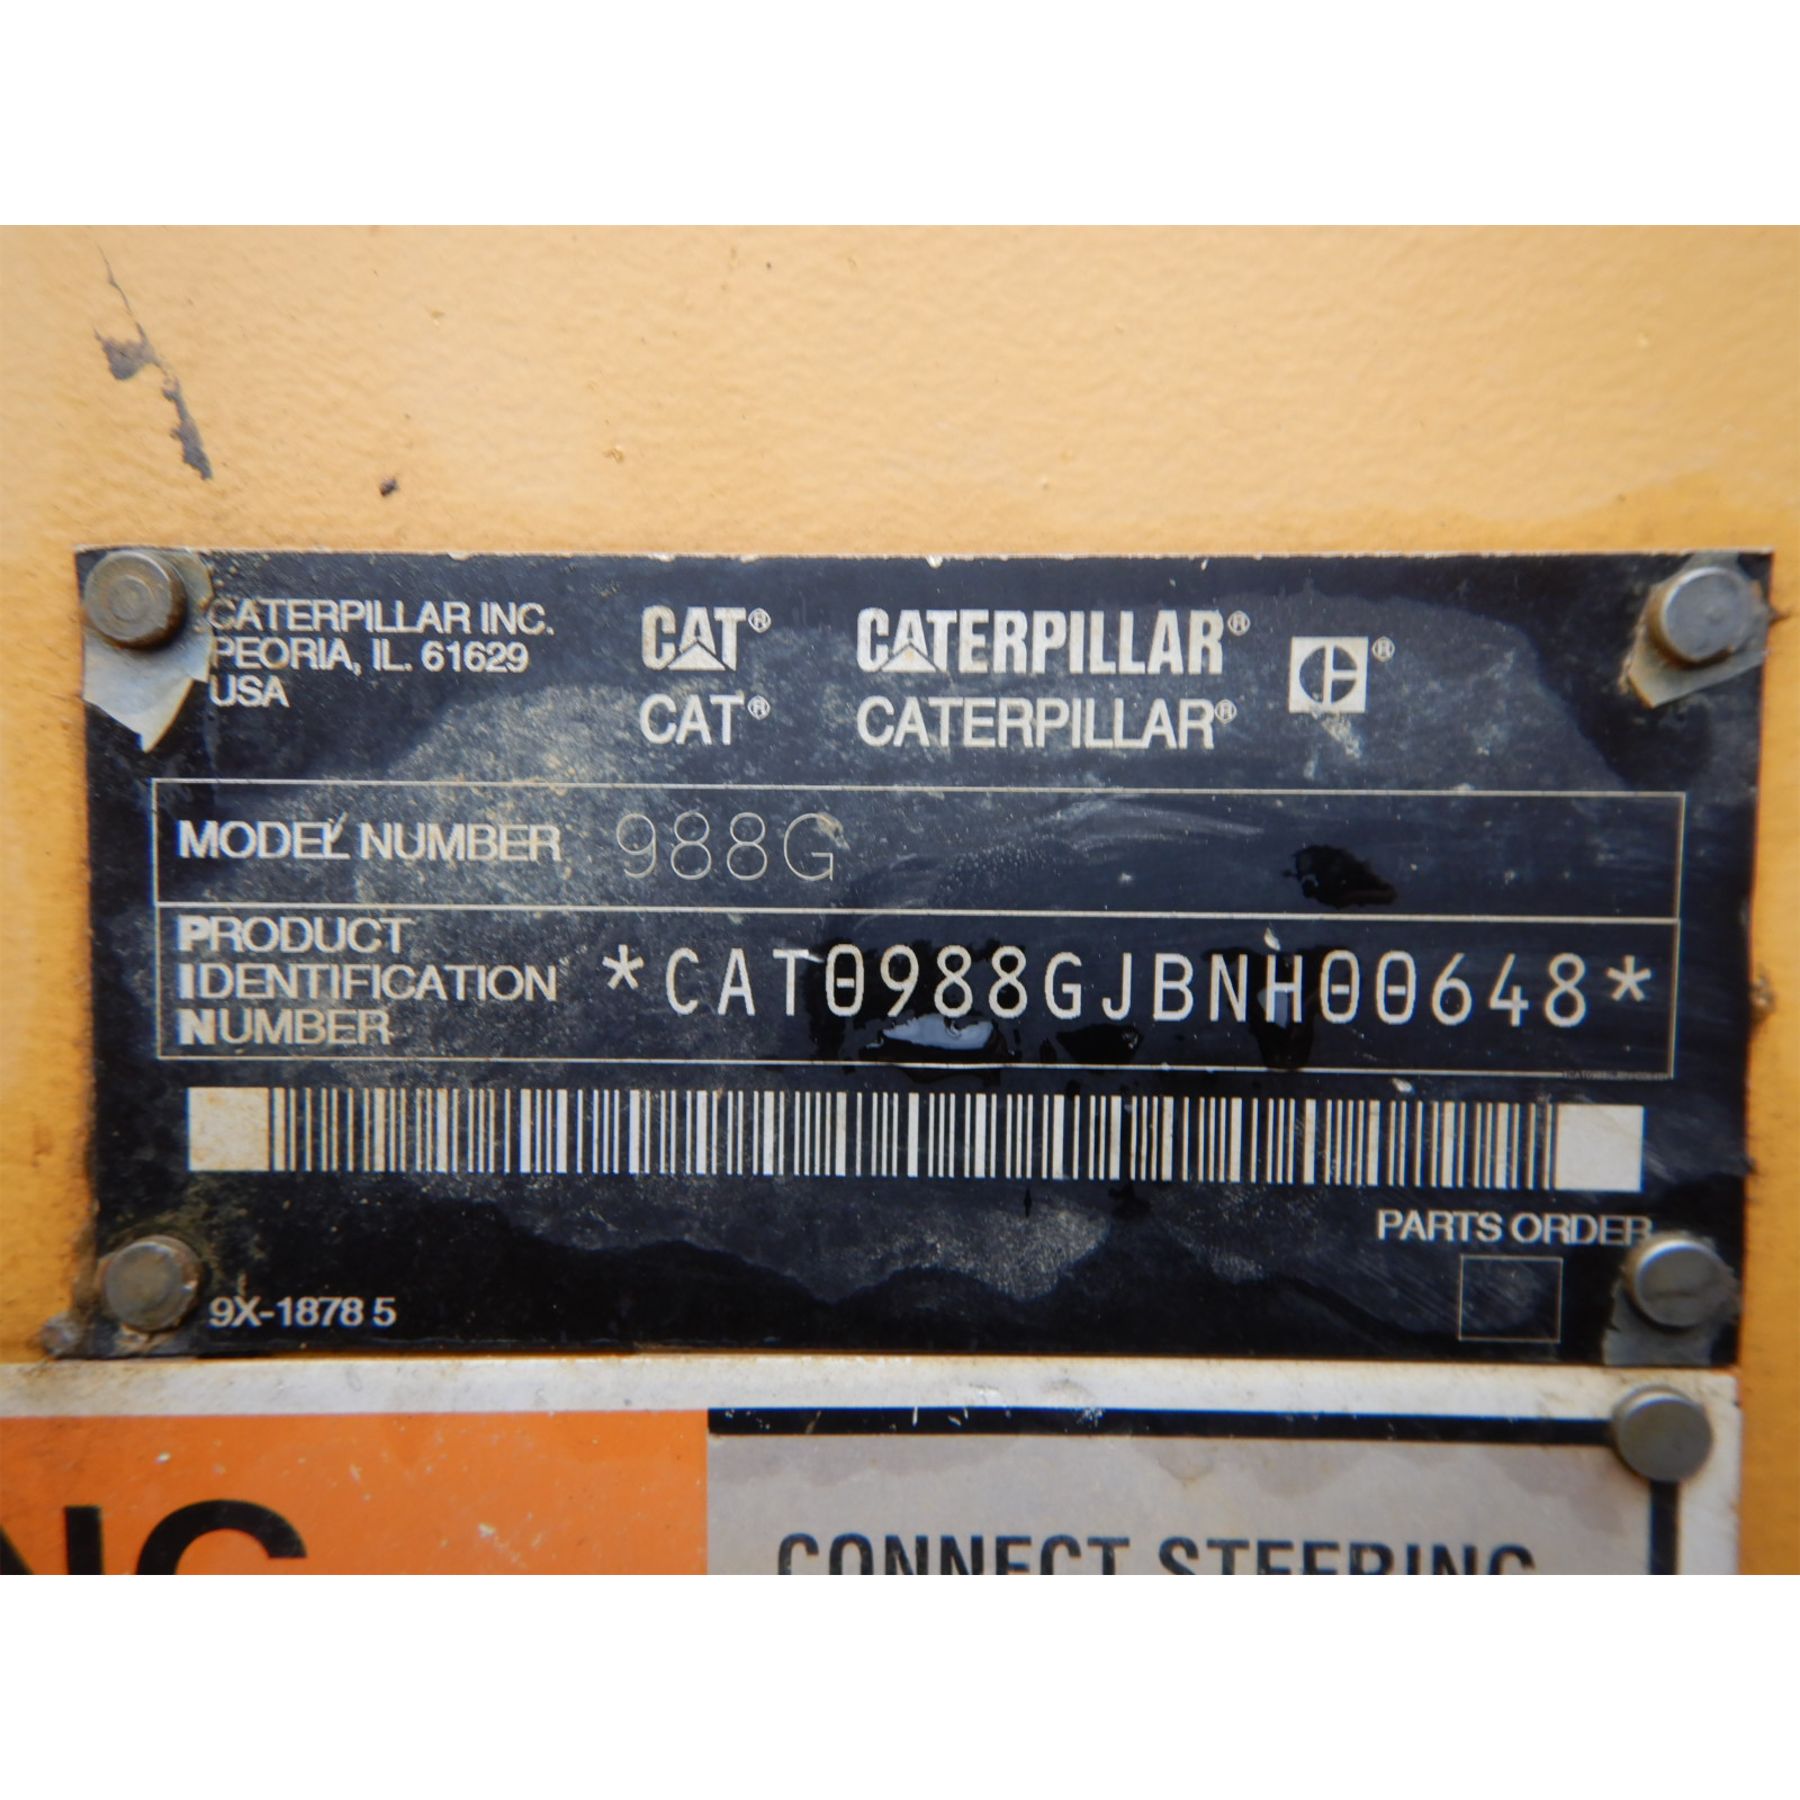 CATERPILLAR INC.
PEORIA, IL. 61629
USA
CAT® CATERPILLAR®
CAT® CATERPILLAR®
MODEL NUMBER 988G
PRODUCT
IDENTIFICATION
NUMBER
*CAT0988GJBNH00648*
PARTS ORDER
9X-1878 5
CONNECT STEERING